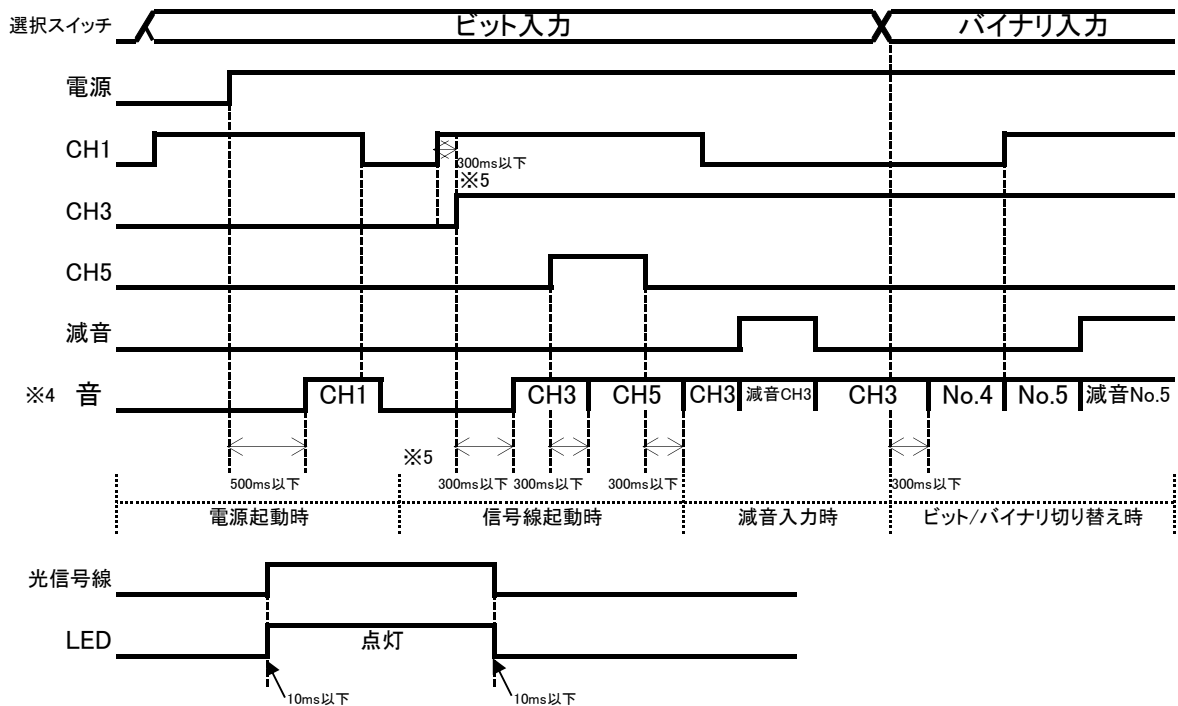 選択スイッチ ビット入力 バイナリ入力
電源
CH1
300ms以下
※5
CH3
CH5
減音
※4 音 CH1 CH3 CH5 CH3 減音CH3 CH3 No.4 No.5 減音No.5
※5
500ms以下 300ms以下 300ms以下 300ms以下 300ms以下
電源起動時 信号線起動時 減音入力時 ビット/バイナリ切り替え時
光信号線
LED 点灯
10ms以下 10ms以下